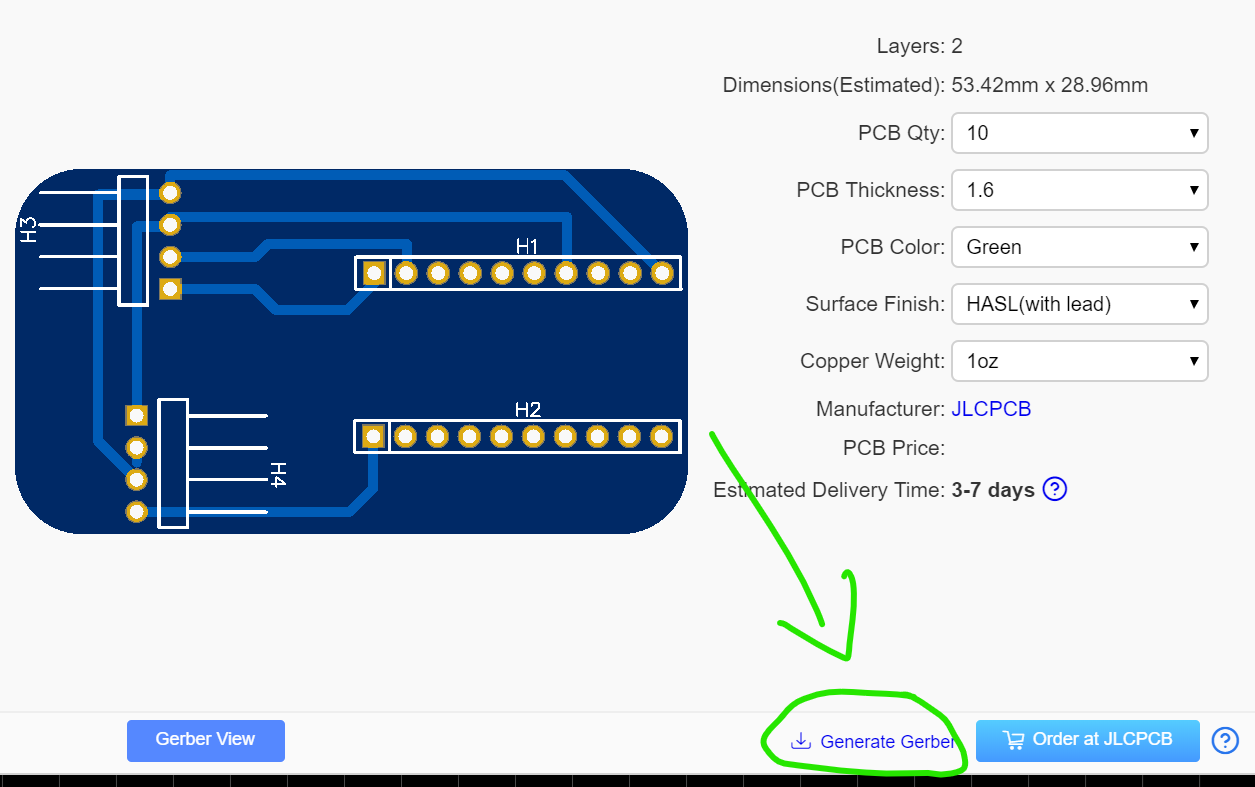 Layers: 2
Dimensions(Estimated): 53.42mm x 28.96mm
PCB Qty: 10
PCB Thickness: 1.6
PCB Color: Green
Surface Finish: HASL(with lead)
Copper Weight: 1oz
Manufacturer: JLCPCB
PCB Price:
Estimated Delivery Time: 3-7 days ?
H3
H1
H2
H4
Gerber View
Generate Gerber
Order at JLCPCB
?